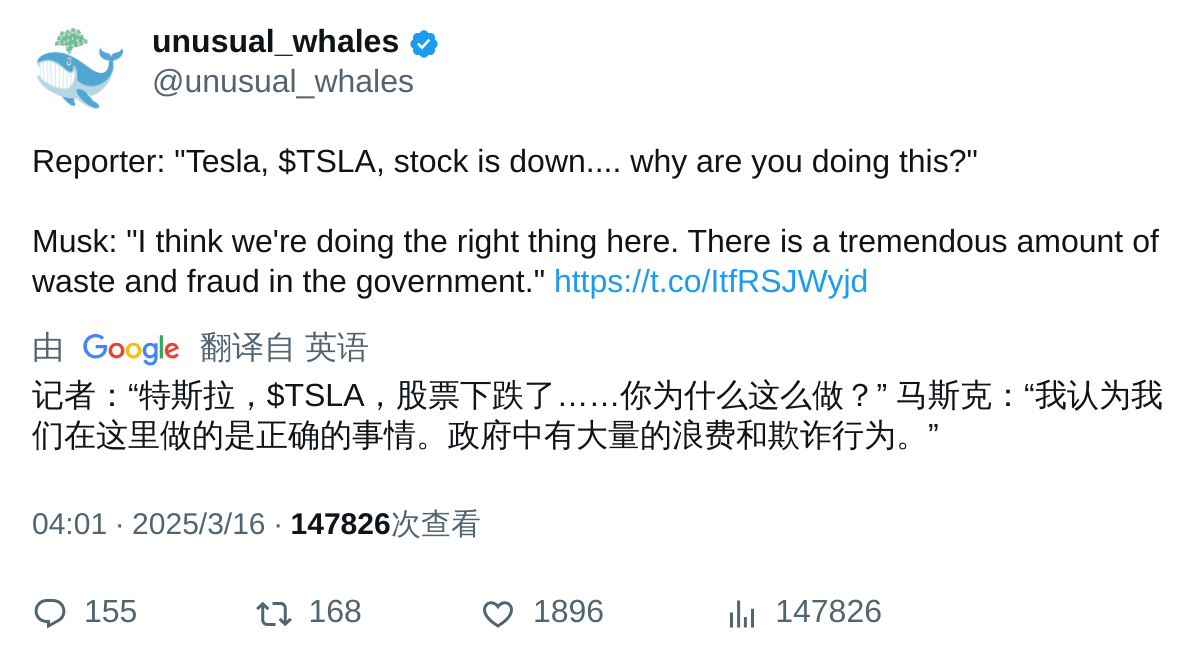 unusual_whales
@unusual_whales
Reporter: "Tesla, $TSLA, stock is down.... why are you doing this?"
Musk: "I think we're doing the right thing here. There is a tremendous amount of
waste and fraud in the government." https://t.co/ItfRSJWyjd
由 Google 翻译自 英语
记者：“特斯拉，$TSLA，股票下跌了……你为什么这么做？” 马斯克：“我认为我
们在这里做的是正确的事情。政府中有大量的浪费和欺诈行为。”
04:01 · 2025/3/16 · 147826次查看
155 168 1896 147826